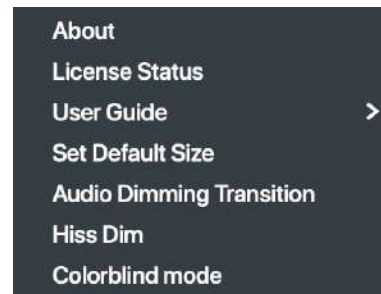 About
License Status
User Guide
Set Default Size
Audio Dimming Transition
Hiss Dim
Colorblind mode